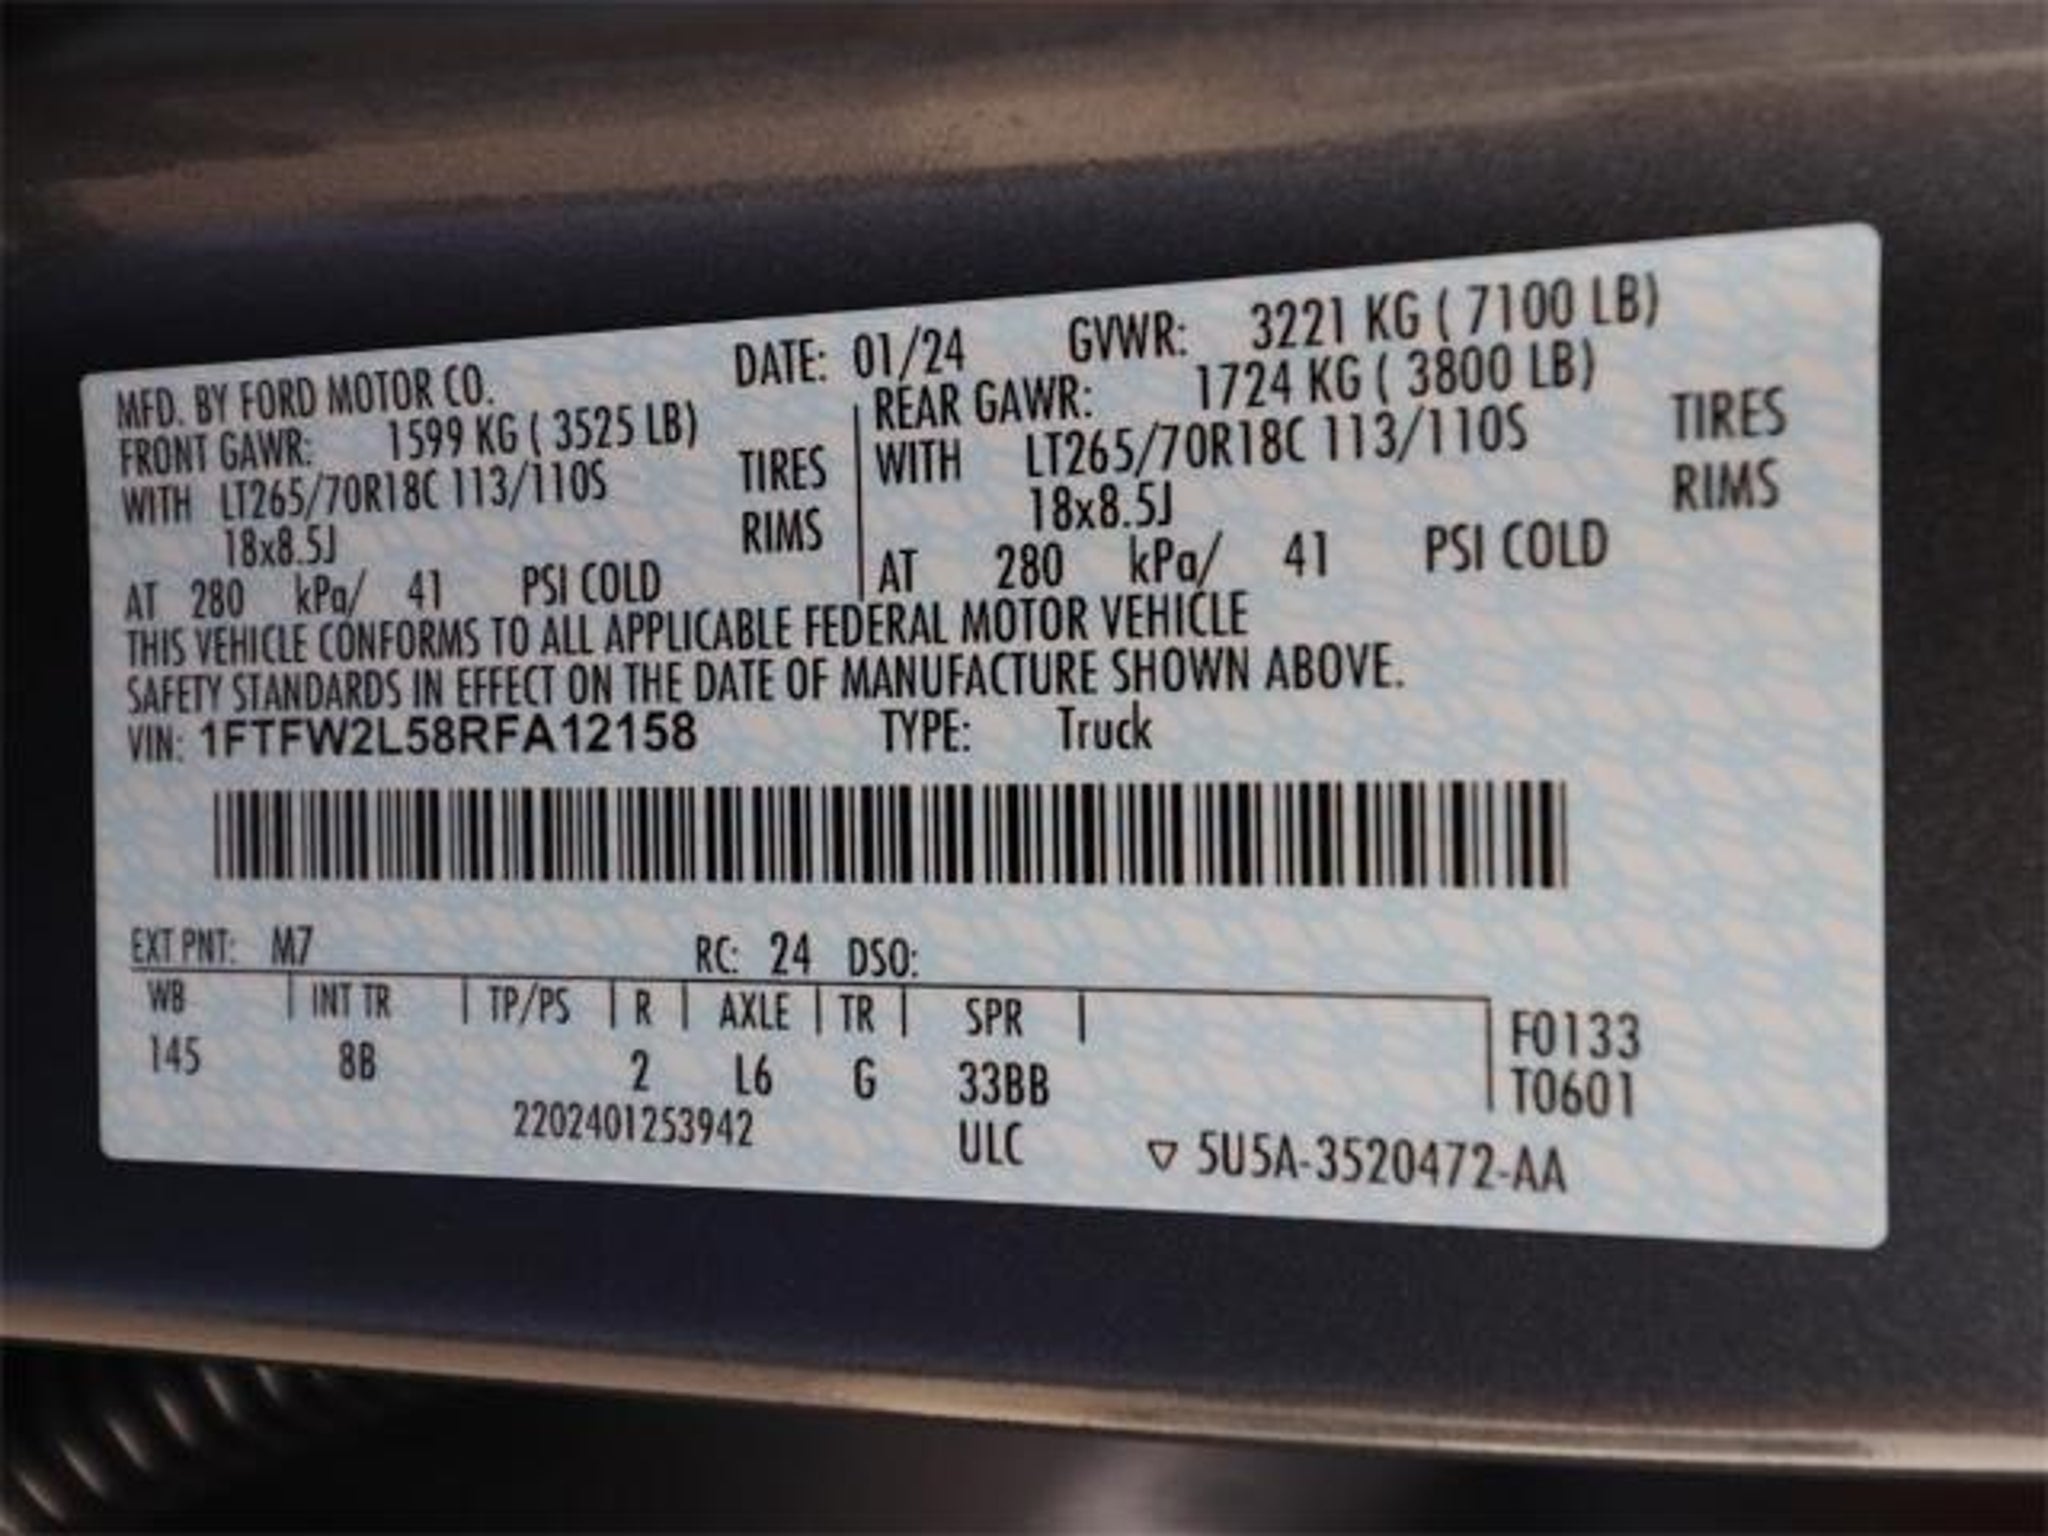 MFD. BY FORD MOTOR CO. DATE: 01/24 GVWR: 3221 KG ( 7100 LB)
FRONT GAWR: 1599 KG ( 3525 LB) REAR GAWR: 1724 KG ( 3800 LB)
WITH LT265/70R18C 113/110S TIRES WITH LT265/70R18C 113/110S TIRES
18x8.5J RIMS 18x8.5J RIMS
AT 280 kPa/ 41 PSI COLD AT 280 kPa/ 41 PSI COLD
THIS VEHICLE CONFORMS TO ALL APPLICABLE FEDERAL MOTOR VEHICLE
SAFETY STANDARDS IN EFFECT ON THE DATE OF MANUFACTURE SHOWN ABOVE.
VIN: 1FTFW2L58RFA12158 TYPE: Truck
EXT PNT: M7 RC: 24 DSO:
WB INT TR TP/PS R AXLE TR SPR F0133
145 8B 2 L6 G 33BB T0601
2202401253942 ULC ▽ 5U5A-3520472-AA